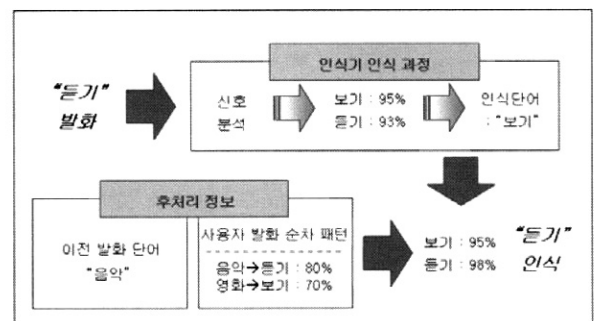 인식기 인식 과정
"듣기"
발화
신호
분석
보기 : 95%
듣기 : 93%
인식단어
: "보기"
후처리 정보
이전 발화 단어
"음악"
사용자 발화 순차 패턴
음악→듣기 : 80%
영화→보기 : 70%
보기 : 95%
듣기 : 98%
"듣기"
인식